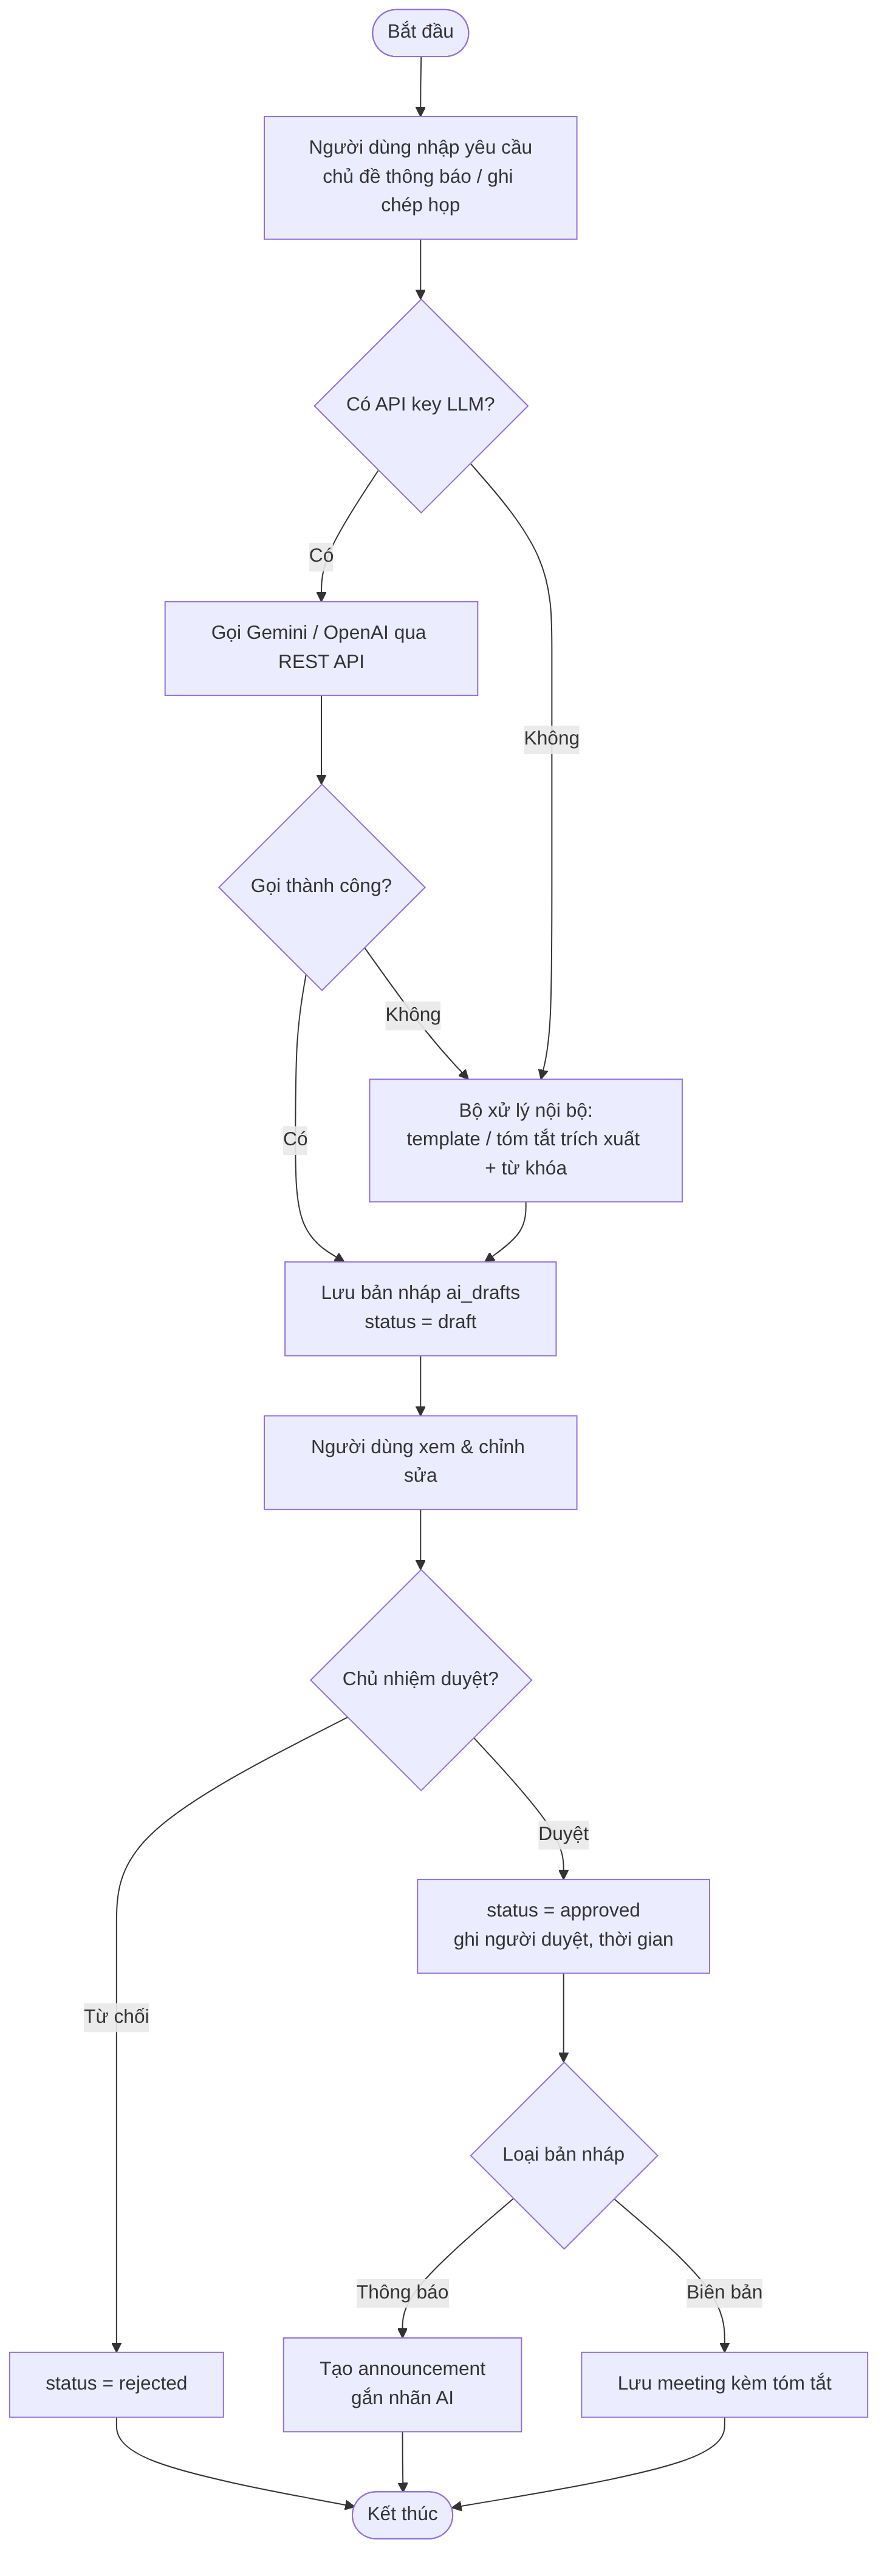 Bắt đầu
Người dùng nhập yêu cầu
chủ đề thông báo / ghi
chép họp
Có API key LLM?
Có
Gọi Gemini / OpenAI qua
REST API
Không
Gọi thành công?
Không
Có
Bộ xử lý nội bộ:
template / tóm tắt trích xuất
+ từ khóa
Lưu bản nháp ai_drafts
status = draft
Người dùng xem & chỉnh
sửa
Chủ nhiệm duyệt?
Duyệt
status = approved
ghi người duyệt, thời gian
Từ chối
Loại bản nháp
Thông báo
Biên bản
status = rejected
Tạo announcement
gắn nhãn AI
Lưu meeting kèm tóm tắt
Kết thúc